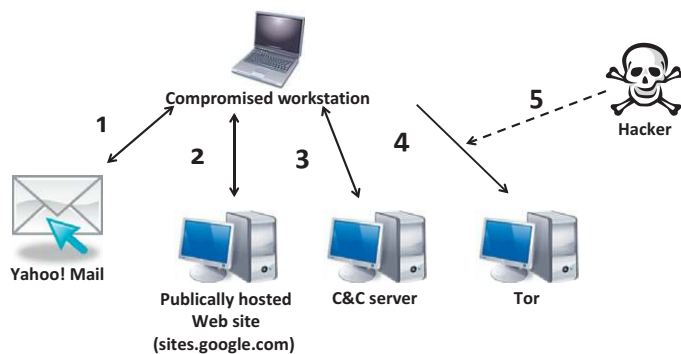 Compromised workstation
1
2
3
4
5
Hacker
Yahoo! Mail
Publically hosted
Web site
(sites.google.com)
C&C server
Tor